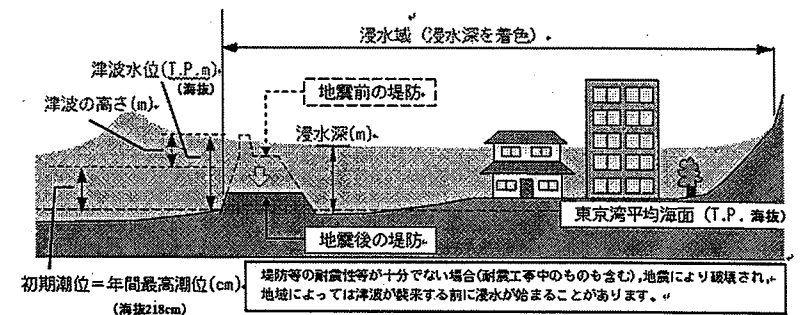 浸水域（浸水深を着色）
津波水位(T.P.m)
(海抜)
地震前の堤防
津波の高さ(m)
浸水深(m)
東京湾平均海面（T.P. 海抜)
地震後の堤防
初期潮位＝年間最高潮位(cm)
(海抜218cm)
堤防等の耐震性等が十分でない場合(耐震工事中のものも含む),地震により破壊され,
地域によっては津波が襲来する前に浸水が始まることがあります。